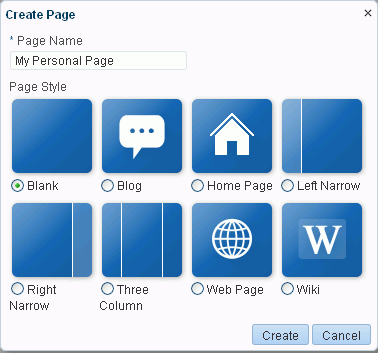 Create Page
* Page Name
My Personal Page
Page Style
Blank
Blog
Home Page
Left Narrow
Right
Narrow
Three
Column
Web Page
W
Wiki
Create
Cancel